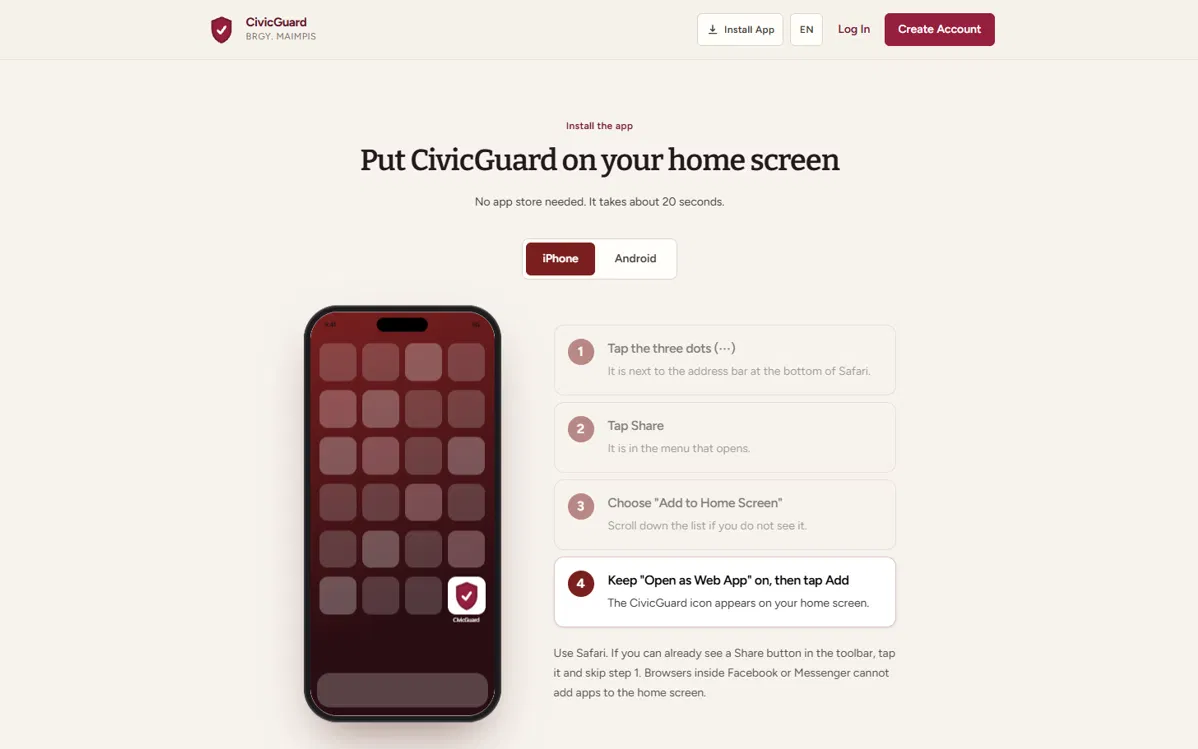 CivicGuard
BRGY. MAIMPIS
Install App
EN
Log In
Create Account
Install the app
Put CivicGuard on your home screen
No app store needed. It takes about 20 seconds.
iPhone
Android
1
Tap the three dots (···)
It is next to the address bar at the bottom of Safari.
2
Tap Share
It is in the menu that opens.
3
Choose "Add to Home Screen"
Scroll down the list if you do not see it.
4
Keep "Open as Web App" on, then tap Add
The CivicGuard icon appears on your home screen.
CivicGuard
Use Safari. If you can already see a Share button in the toolbar, tap
it and skip step 1. Browsers inside Facebook or Messenger cannot
add apps to the home screen.